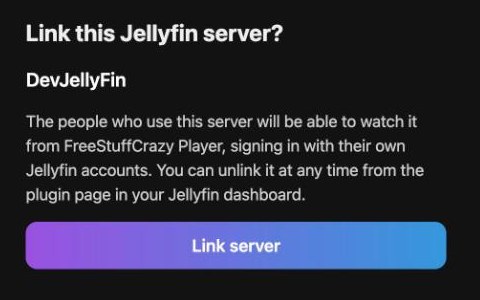 Link this Jellyfin server?
DevJellyFin
The people who use this server will be able to watch it
from FreeStuffCrazy Player, signing in with their own
Jellyfin accounts. You can unlink it at any time from the
plugin page in your Jellyfin dashboard.
Link server